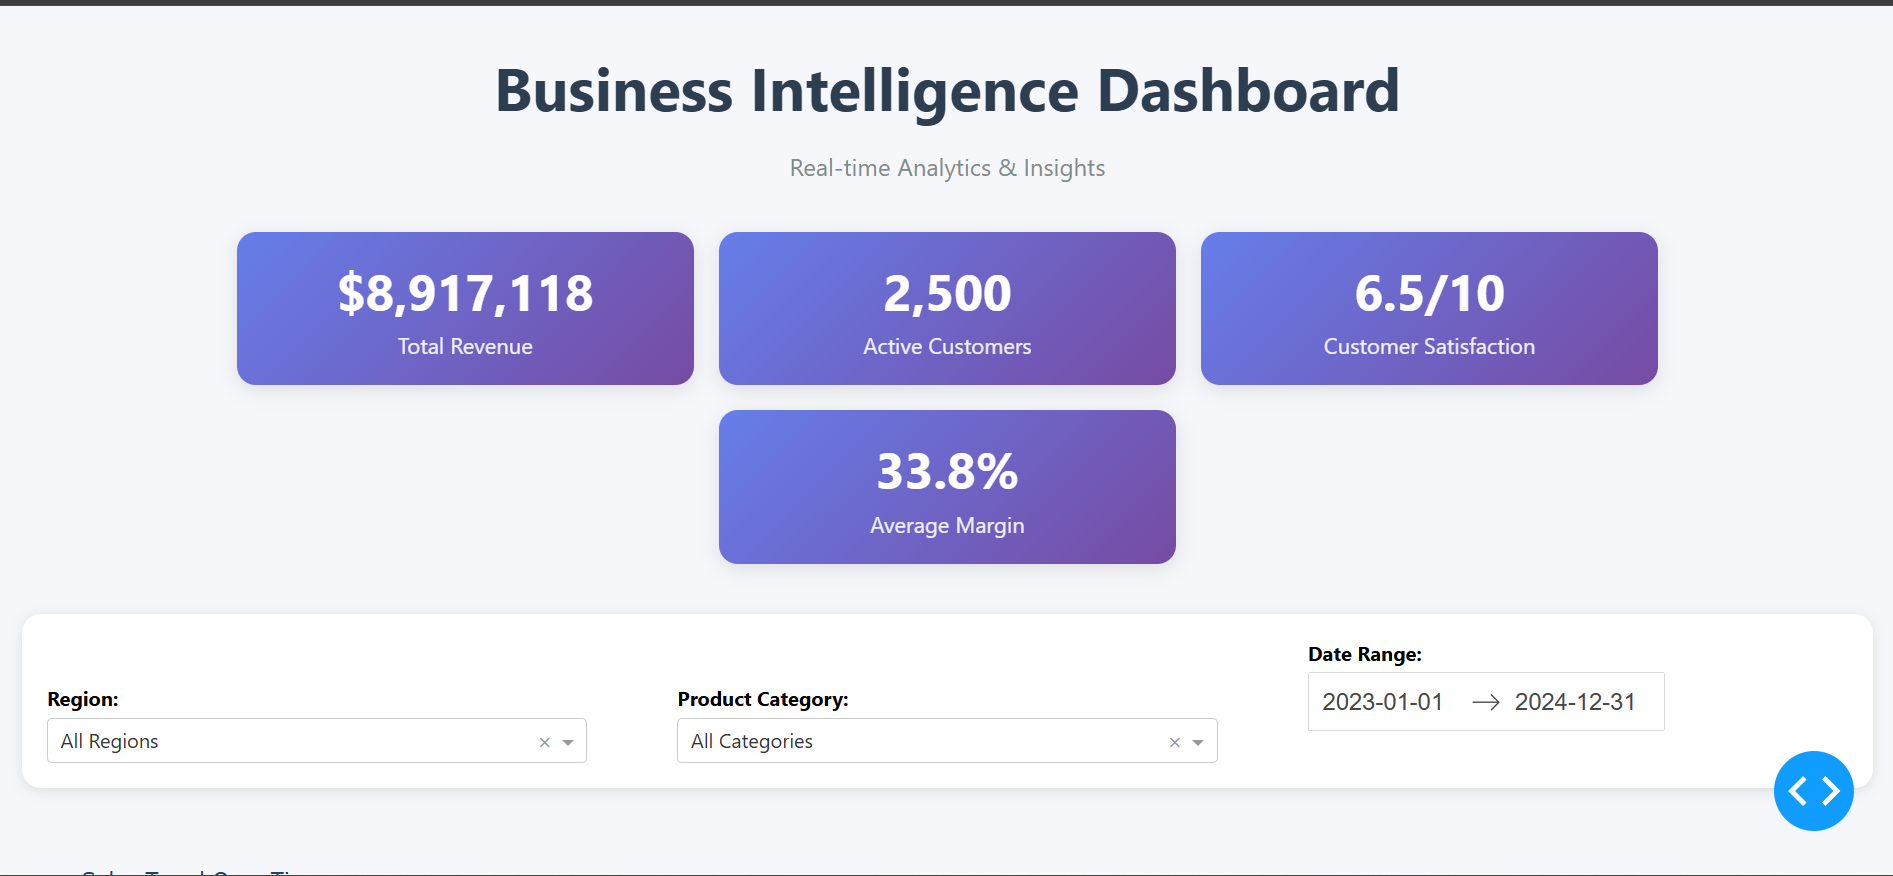 Business Intelligence Dashboard
Real-time Analytics & Insights
$8,917,118
Total Revenue
2,500
Active Customers
6.5/10
Customer Satisfaction
33.8%
Average Margin
Region:
All Regions
Product Category:
All Categories
Date Range:
2023-01-01 → 2024-12-31